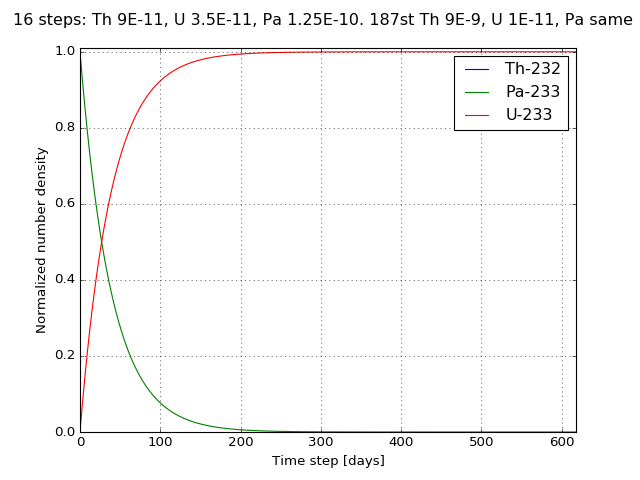 16 steps: Th 9E-11, U 3.5E-11, Pa 1.25E-10. 187st Th 9E-9, U 1E-11, Pa same
1.0
0.8
0.6
0.4
0.2
0.0
Normalized number density
Th-232
Pa-233
U-233
0 100 200 300 400 500 600
Time step [days]